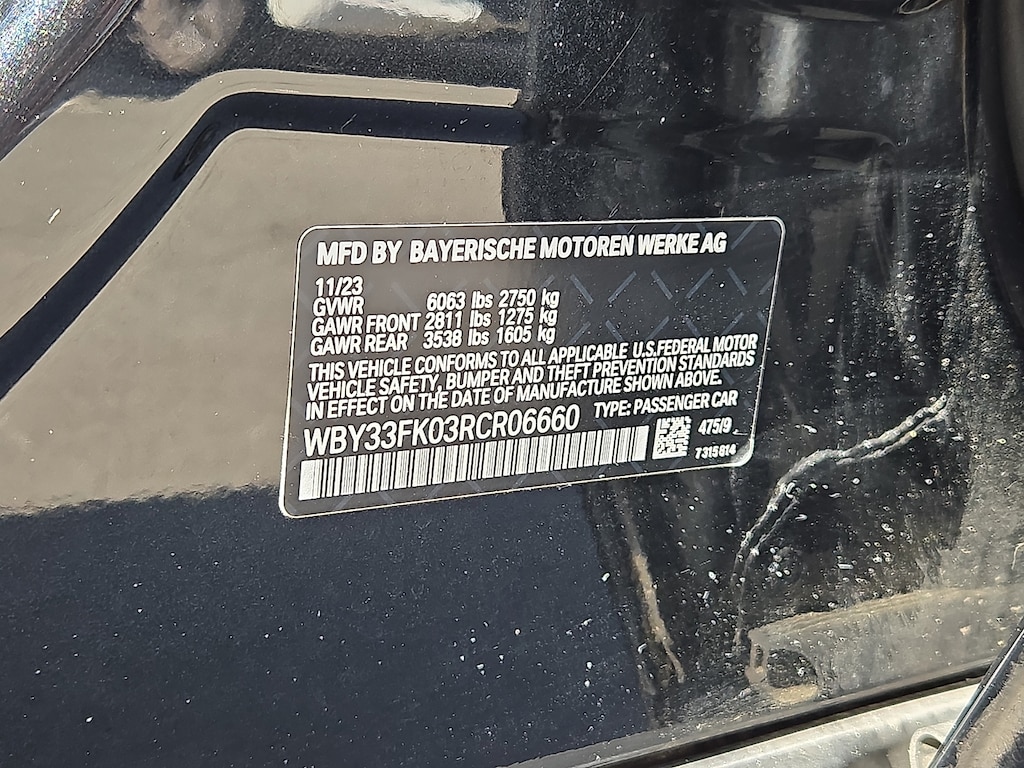 MFD BY BAYERISCHE MOTOREN WERKE AG
11/23
GVWR 6063 lbs 2750 kg
GAWR FRONT 2811 lbs 1275 kg
GAWR REAR 3538 lbs 1605 kg
THIS VEHICLE CONFORMS TO ALL APPLICABLE U.S.FEDERAL MOTOR
VEHICLE SAFETY, BUMPER AND THEFT PREVENTION STANDARDS
IN EFFECT ON THE DATE OF MANUFACTURE SHOWN ABOVE.
WBY33FK03RCR06660 TYPE: PASSENGER CAR
475/9
7315814